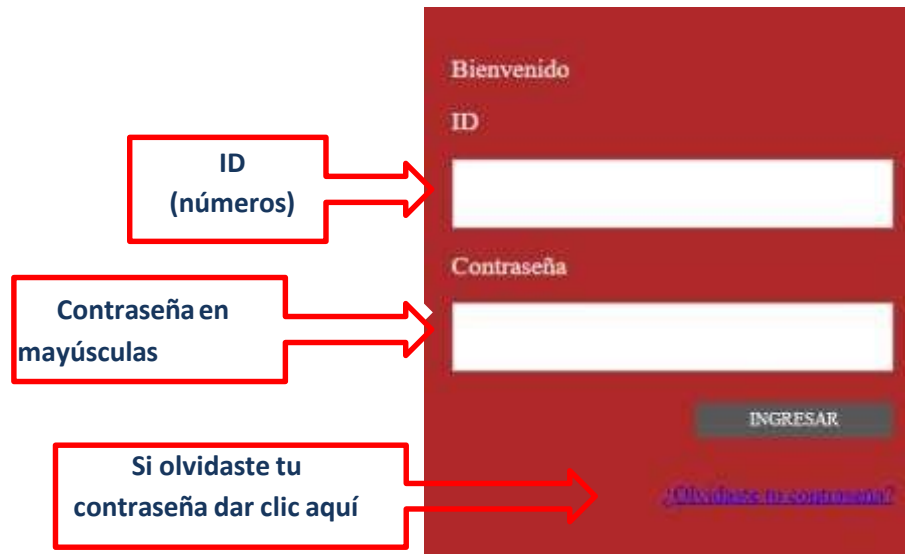 Bienvenido
ID
ID
(números)
Contraseña
Contraseña en
mayúsculas
INGRESAR
Si olvidaste tu
contraseña dar clic aquí
¿Olvidaste tu contraseña?